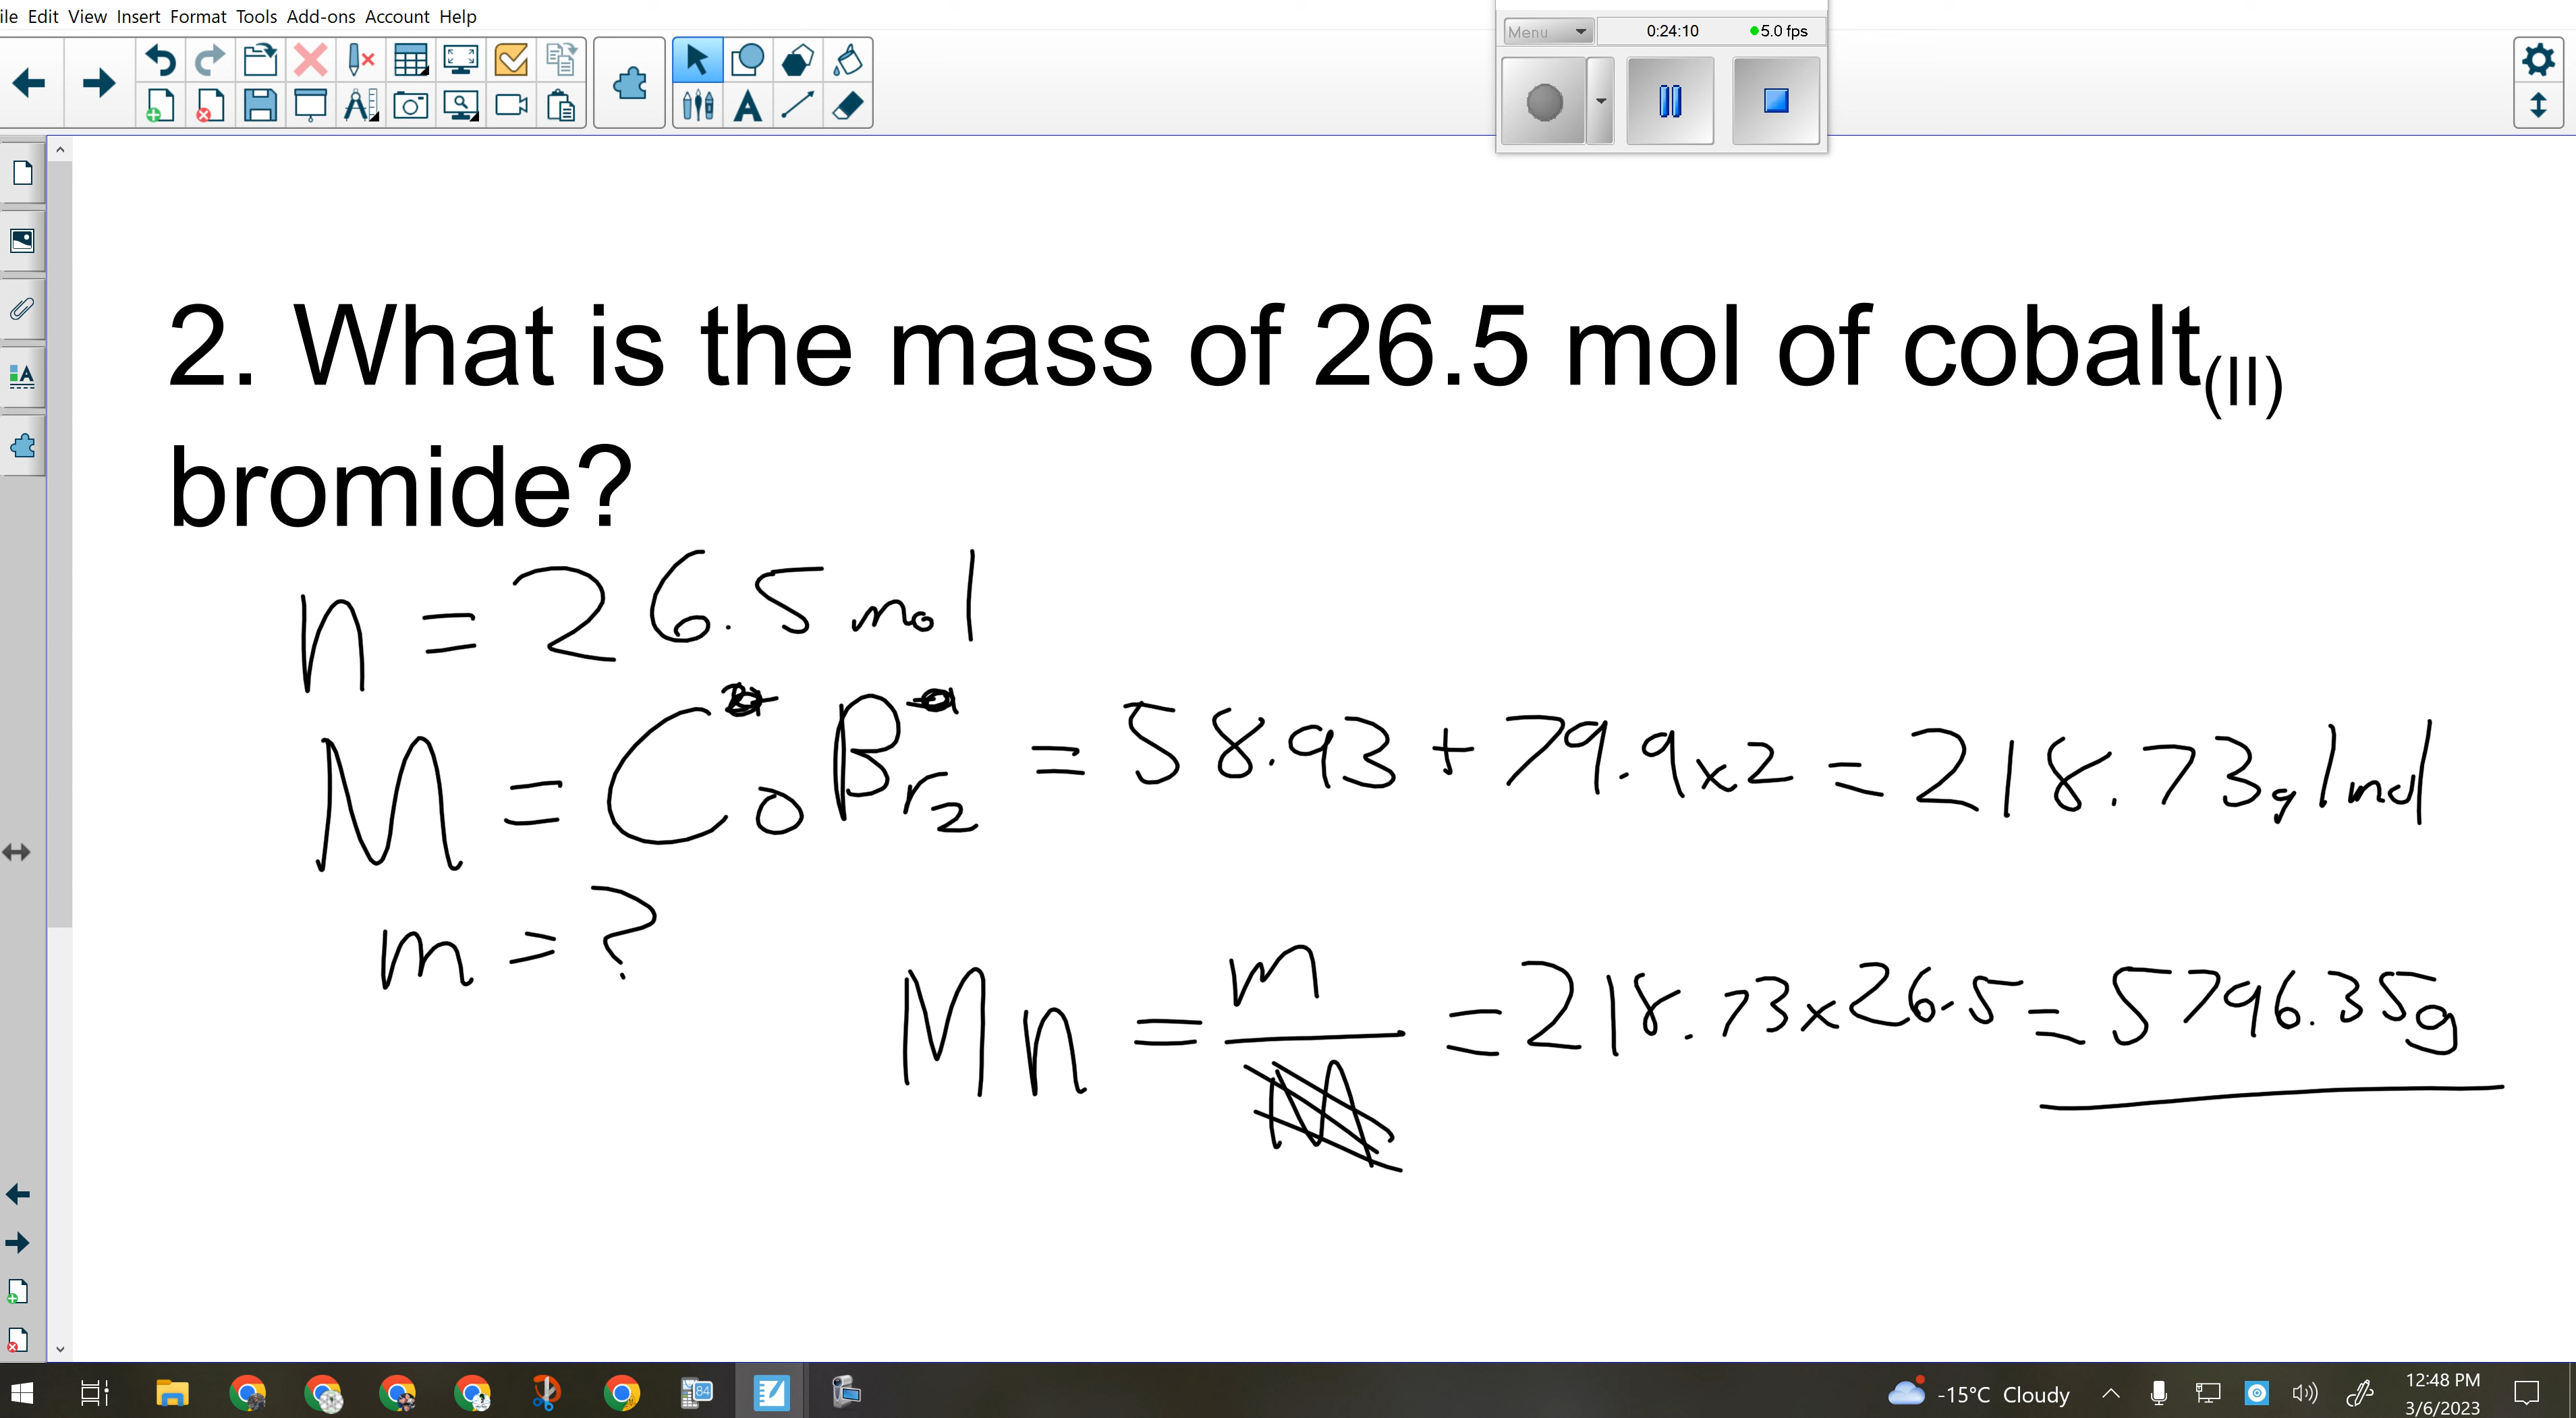 ile Edit View Insert Format Tools Add-ons Account Help
Menu 0:24:10 5.0 fps
2. What is the mass of 26.5 mol of cobalt(II)
bromide?
n = 26.5 mol
M = CoBr2 = 58.93 + 79.9x2 = 218.73g/mol
m = ?
Mn = m/M = 218.73x26.5 = 5796.35g
84
-15°C Cloudy
12:48 PM
3/6/2023